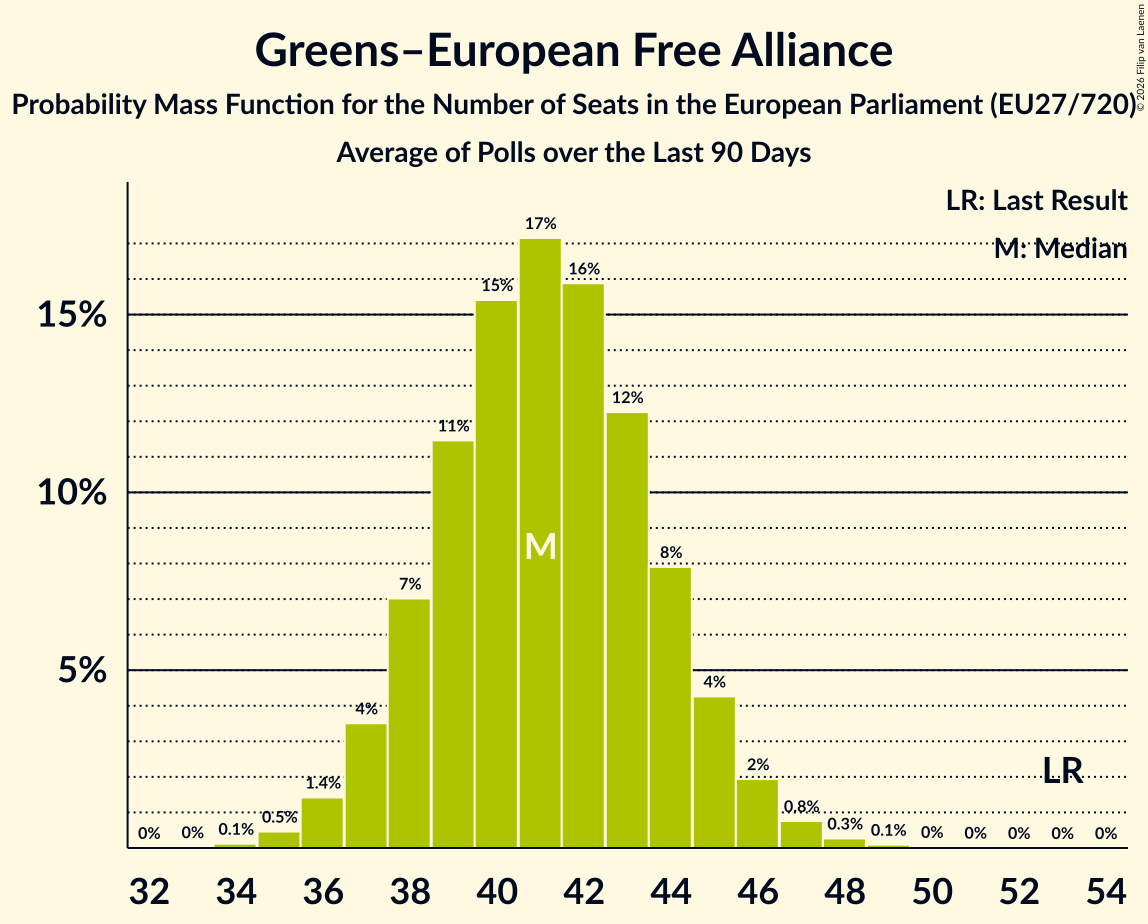 Greens–European Free Alliance
Probability Mass Function for the Number of Seats in the European Parliament (EU27/720)
Average of Polls over the Last 90 Days
© 2026 Filip van Laenen
LR: Last Result
M: Median
17%
16%
15%
15%
12%
11%
10%
M
8%
7%
5%
4%
4%
LR
2%
1.4%
0.8%
0.5%
0.3%
0% 0% 0.1% 0.1% 0% 0% 0% 0% 0%
32 34 36 38 40 42 44 46 48 50 52 54